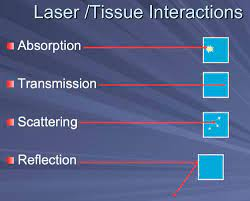 Laser /Tissue Interactions
Absorption
Transmission
Scattering
Reflection